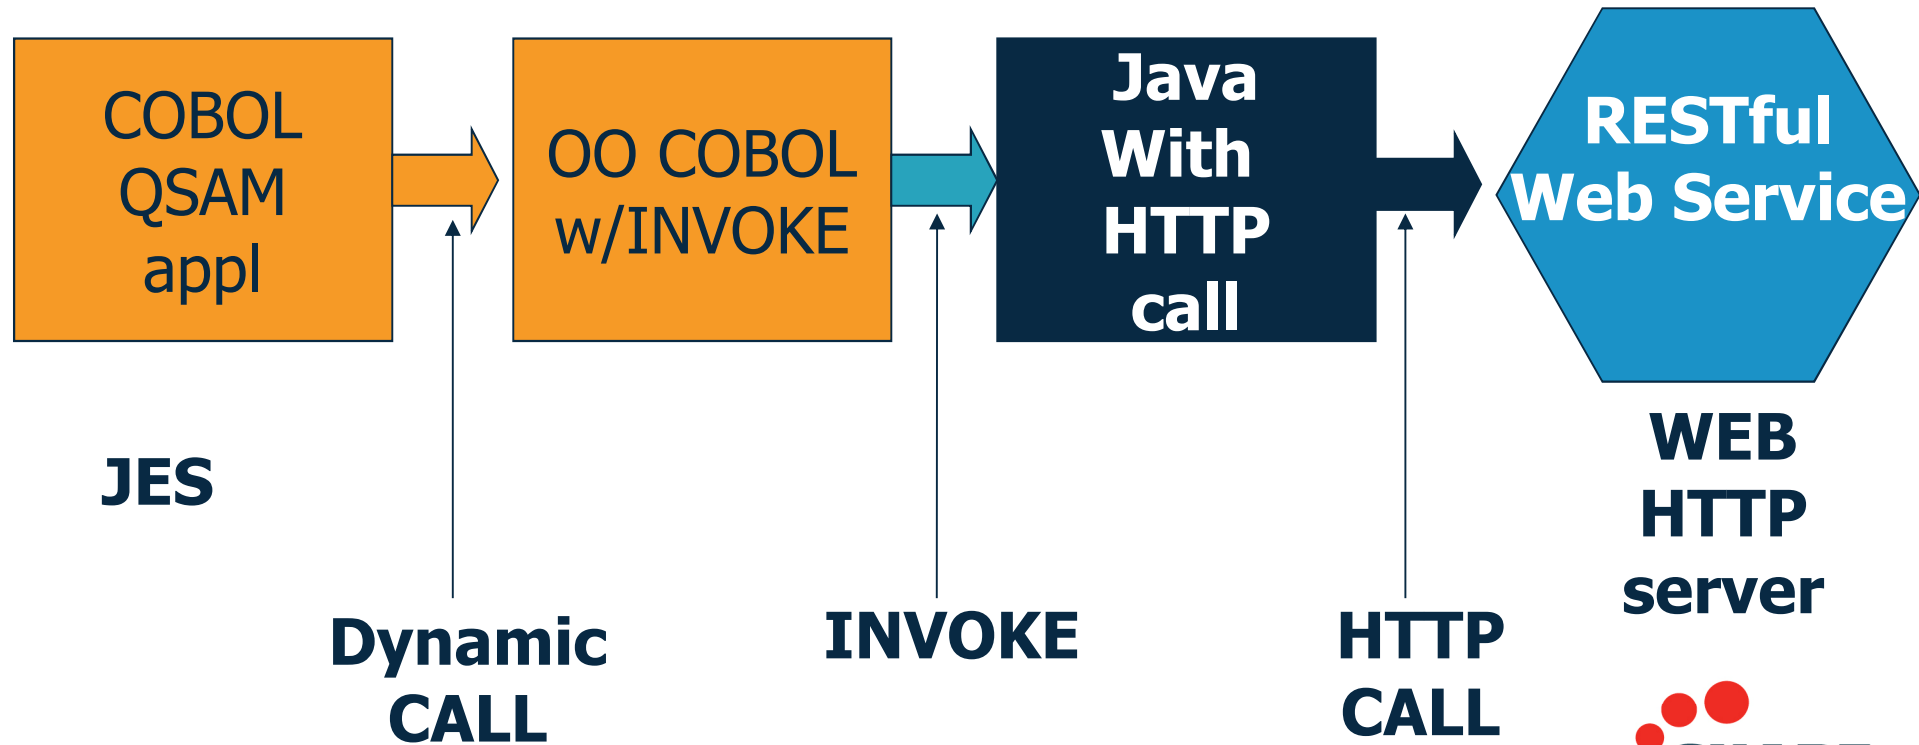 COBOL
QSAM
appl
OO COBOL
w/INVOKE
Java
With
HTTP
call
RESTful
Web Service
JES
WEB
HTTP
server
Dynamic
CALL
INVOKE
HTTP
CALL